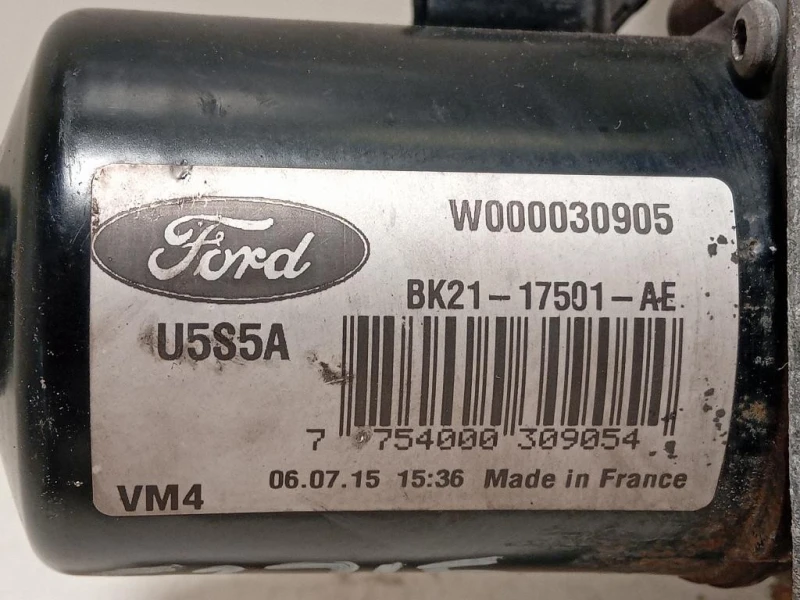 Ford
W000030905
BK21-17501-AE
U5S5A
7 754000 309054
06.07.15 15:36 Made in France
VM4